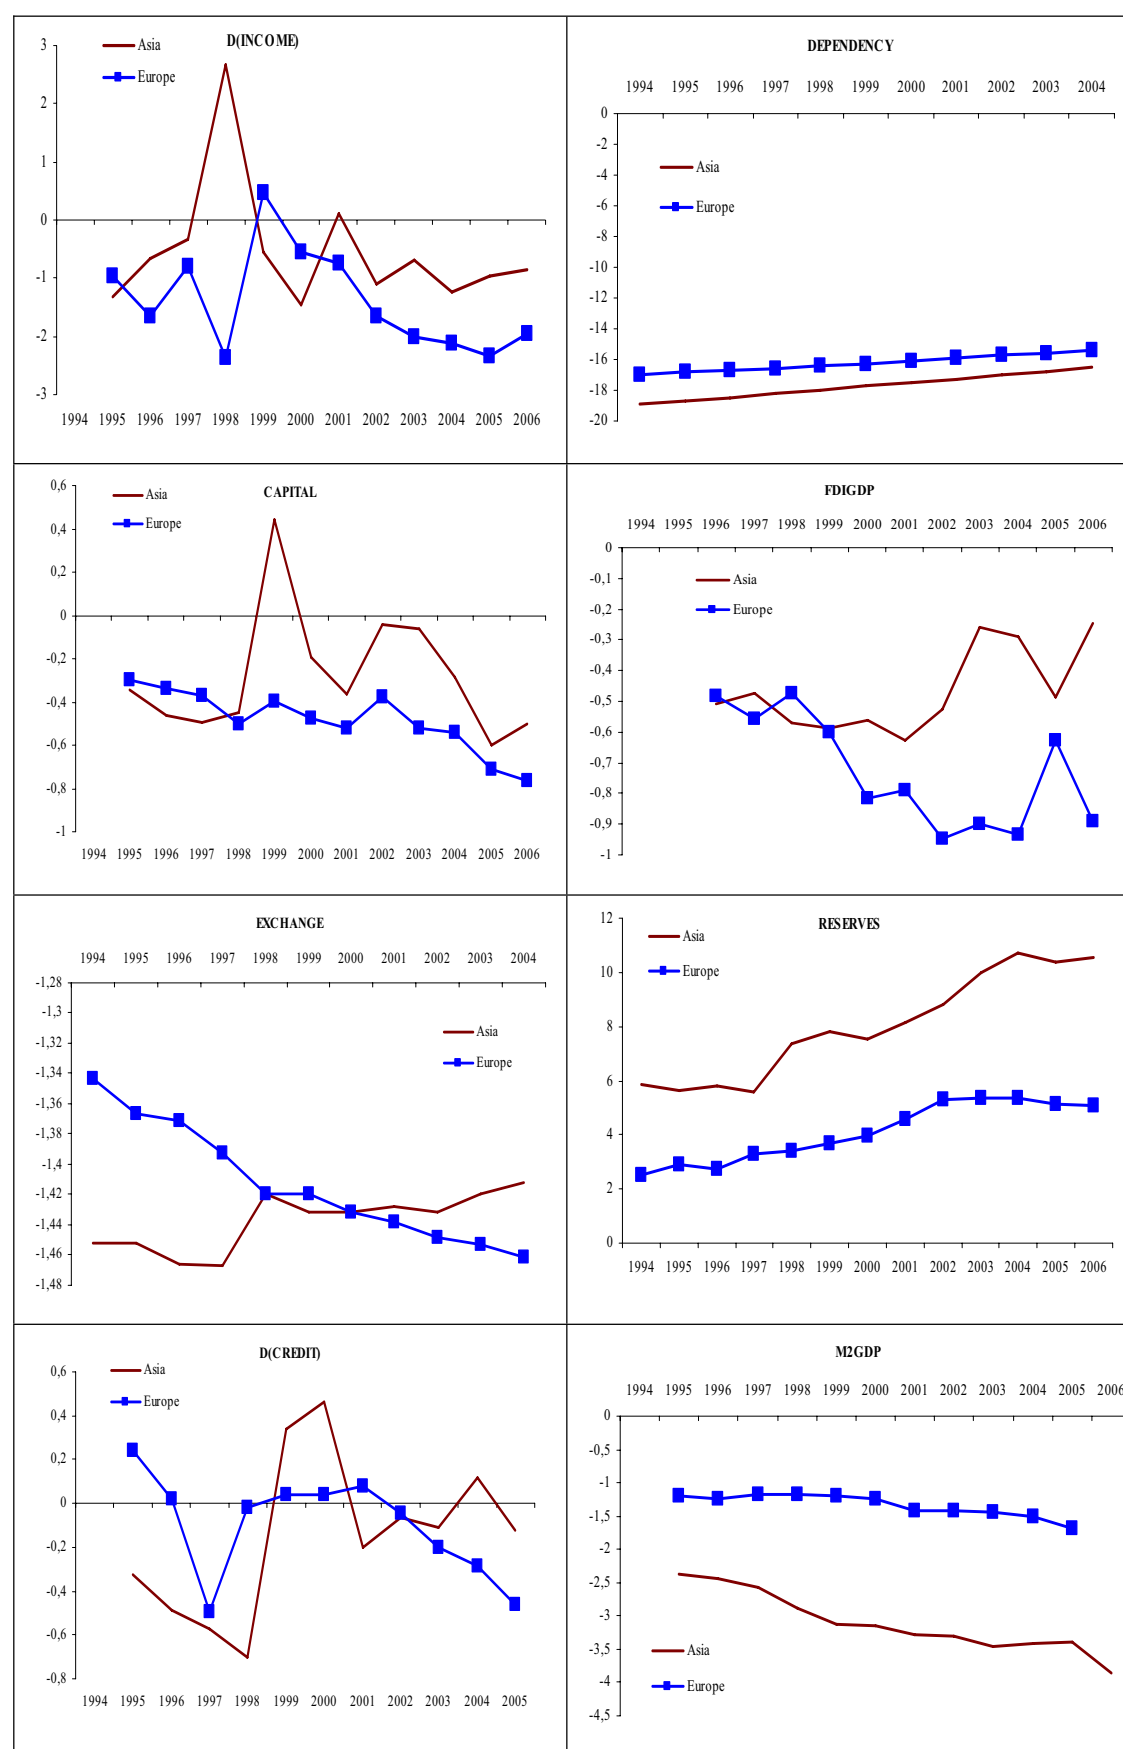 D(INCOME)
Asia
Europe
3
2
1
0
-1
-2
-3
1994 1995 1996 1997 1998 1999 2000 2001 2002 2003 2004 2005 2006
DEPENDENCY
1994 1995 1996 1997 1998 1999 2000 2001 2002 2003 2004
0
-2
-4
-6
-8
-10
-12
-14
-16
-18
-20
Asia
Europe
CAPITAL
Asia
Europe
0,6
0,4
0,2
0
-0,2
-0,4
-0,6
-0,8
-1
1994 1995 1996 1997 1998 1999 2000 2001 2002 2003 2004 2005 2006
FDIGDP
1994 1995 1996 1997 1998 1999 2000 2001 2002 2003 2004 2005 2006
0
-0,1
-0,2
-0,3
-0,4
-0,5
-0,6
-0,7
-0,8
-0,9
-1
Asia
Europe
EXCHANGE
1994 1995 1996 1997 1998 1999 2000 2001 2002 2003 2004
-1,28
-1,3
-1,32
-1,34
-1,36
-1,38
-1,4
-1,42
-1,44
-1,46
-1,48
Asia
Europe
RESERVES
Asia
Europe
12
10
8
6
4
2
0
1994 1995 1996 1997 1998 1999 2000 2001 2002 2003 2004 2005 2006
D(CREDIT)
Asia
Europe
0,6
0,4
0,2
0
-0,2
-0,4
-0,6
-0,8
1994 1995 1996 1997 1998 1999 2000 2001 2002 2003 2004 2005
M2GDP
1994 1995 1996 1997 1998 1999 2000 2001 2002 2003 2004 2005 2006
0
-0,5
-1
-1,5
-2
-2,5
-3
-3,5
-4
-4,5
Asia
Europe